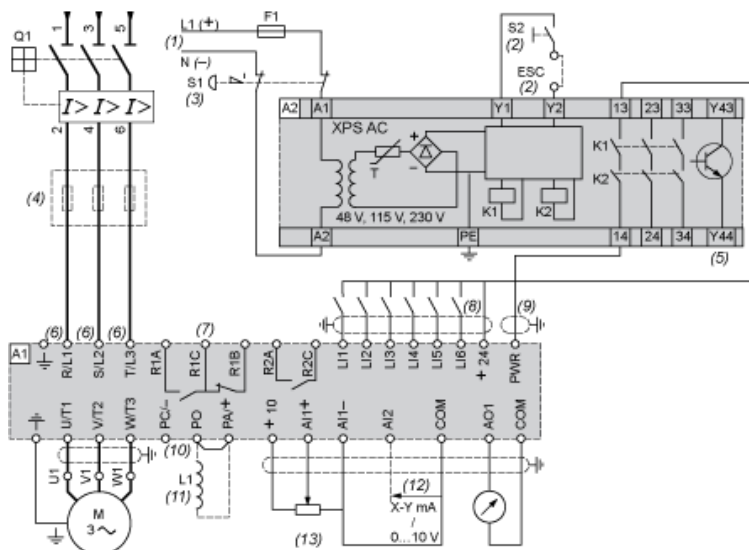 1 3 5
Q1
I> I> I>
2 4 6
(4)
L1 (+) F1
(1)
N (–)
S1
(3)
S2
(2)
ESC
(2)
A2 A1 Y1 Y2 13 23 33 Y43
XPS AC
+
–
T
K1
K2
K1 K2
48 V, 115 V, 230 V
A2 PE 14 24 34 Y44
(5)
(8) (9)
(6) (6) (6) (7)
A1
R/L1 S/L2 T/L3 R1A R1C R1B R2A R2C LI1 LI2 LI3 LI4 LI5 LI6 + 24 PWR
U/T1 V/T2 W/T3 PC/– PO PA/+ + 10 AI1+ AI1– AI2 COM AO1 COM
(10)
U1 V1 W1
L1
(11)
(12)
X-Y mA
/
0...10 V
M
3 ~
(13)